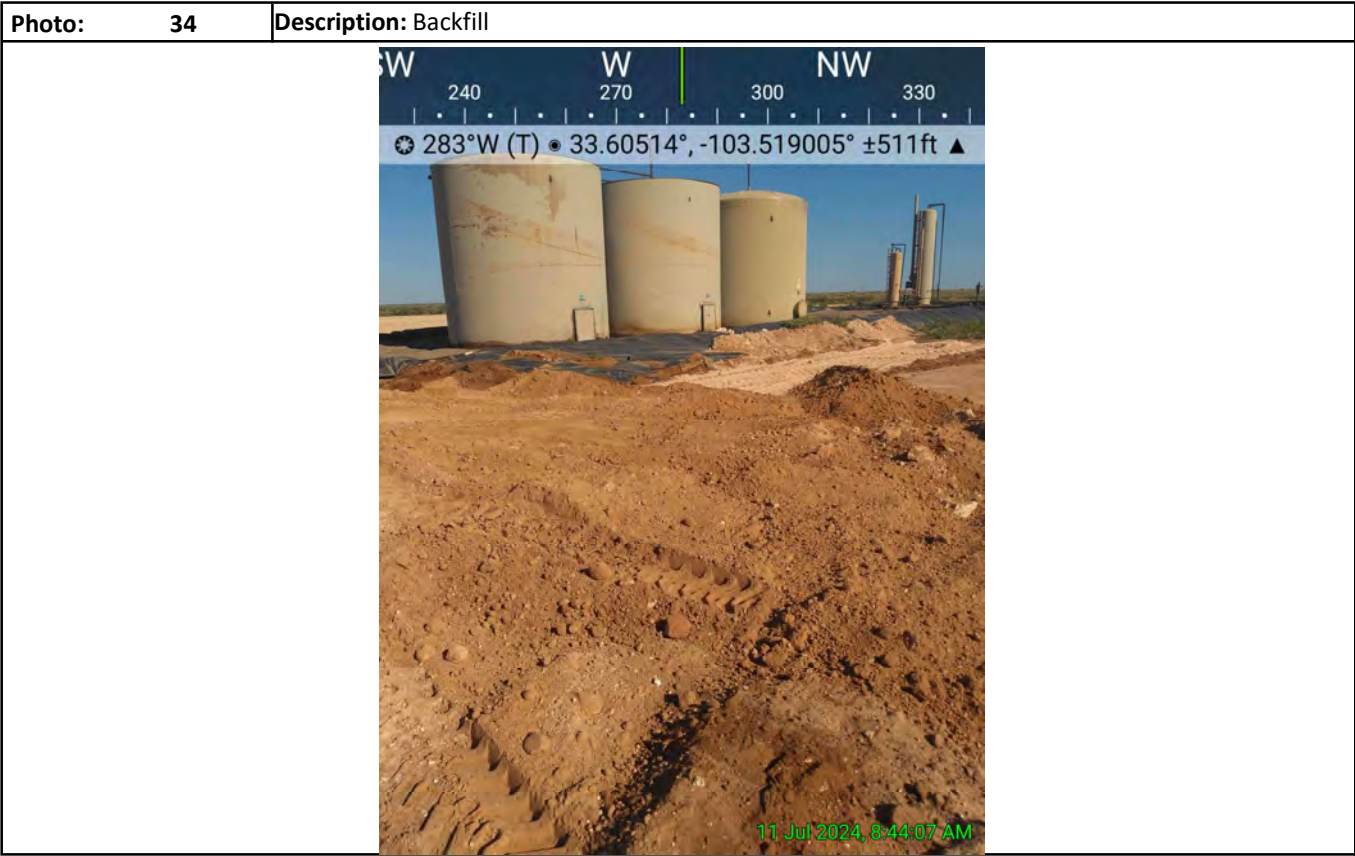 Photo: 34 Description: Backfill
SW W NW
240 270 300 330
283°W (T) 33.60514°, -103.519005° ±511ft ▲
11 Jul 2024, 8:44:07 AM